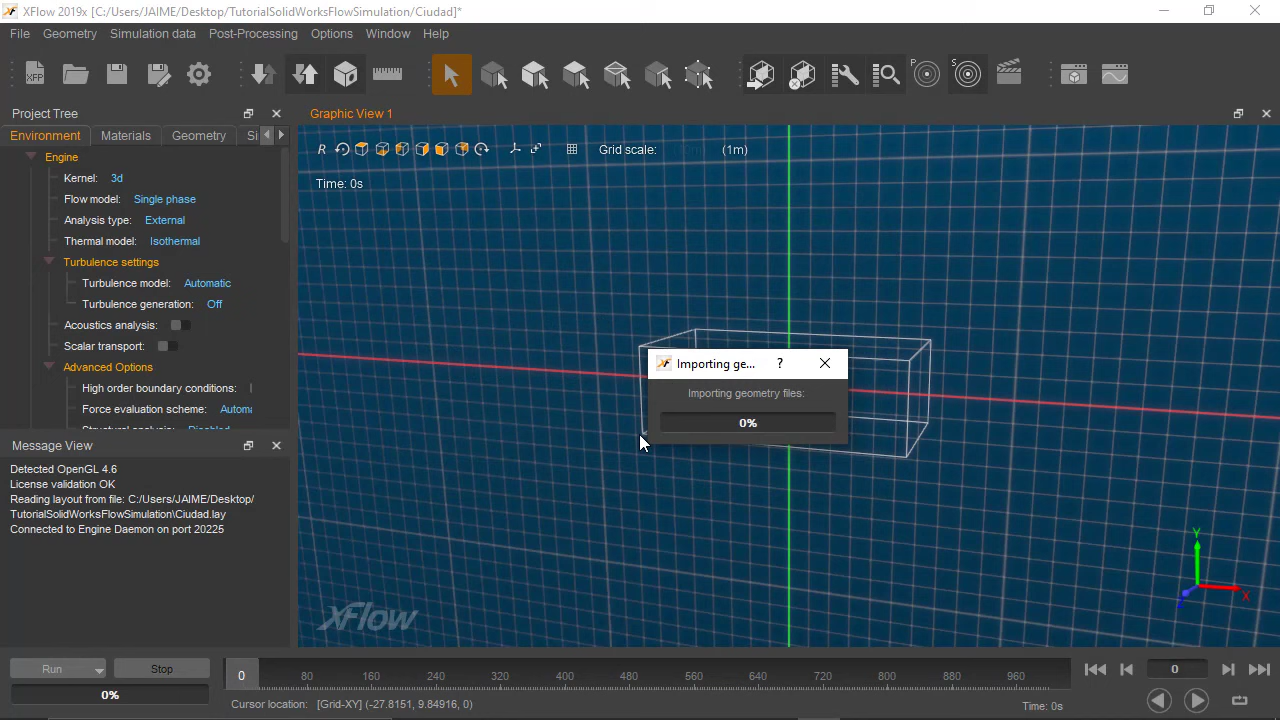 XFlow 2019x [C:/Users/JAIME/Desktop/TutorialSolidWorksFlowSimulation/Ciudad]*
File Geometry Simulation data Post-Processing Options Window Help
XFP
P
S
Project Tree
Graphic View 1
Environment Materials Geometry Si
R
Grid scale: (1m)
Time: 0s
Engine
Kernel: 3d
Flow model: Single phase
Analysis type: External
Thermal model: Isothermal
Turbulence settings
Turbulence model: Automatic
Turbulence generation: Off
Acoustics analysis:
Scalar transport:
Advanced Options
High order boundary conditions:
Force evaluation scheme: Autom
Structural analysis: Disabled
Importing ge... ?
Importing geometry files:
0%
Message View
Detected OpenGL 4.6
License validation OK
Reading layout from file: C:/Users/JAIME/Desktop/
TutorialSolidWorksFlowSimulation\Ciudad.lay
Connected to Engine Daemon on port 20225
Y
X
Z
XFlow
Run Stop
0%
0 80 160 240 320 400 480 560 640 720 800 880 960
0
Cursor location: [Grid-XY] (-27.8151, 9.84916, 0)
Time: 0s